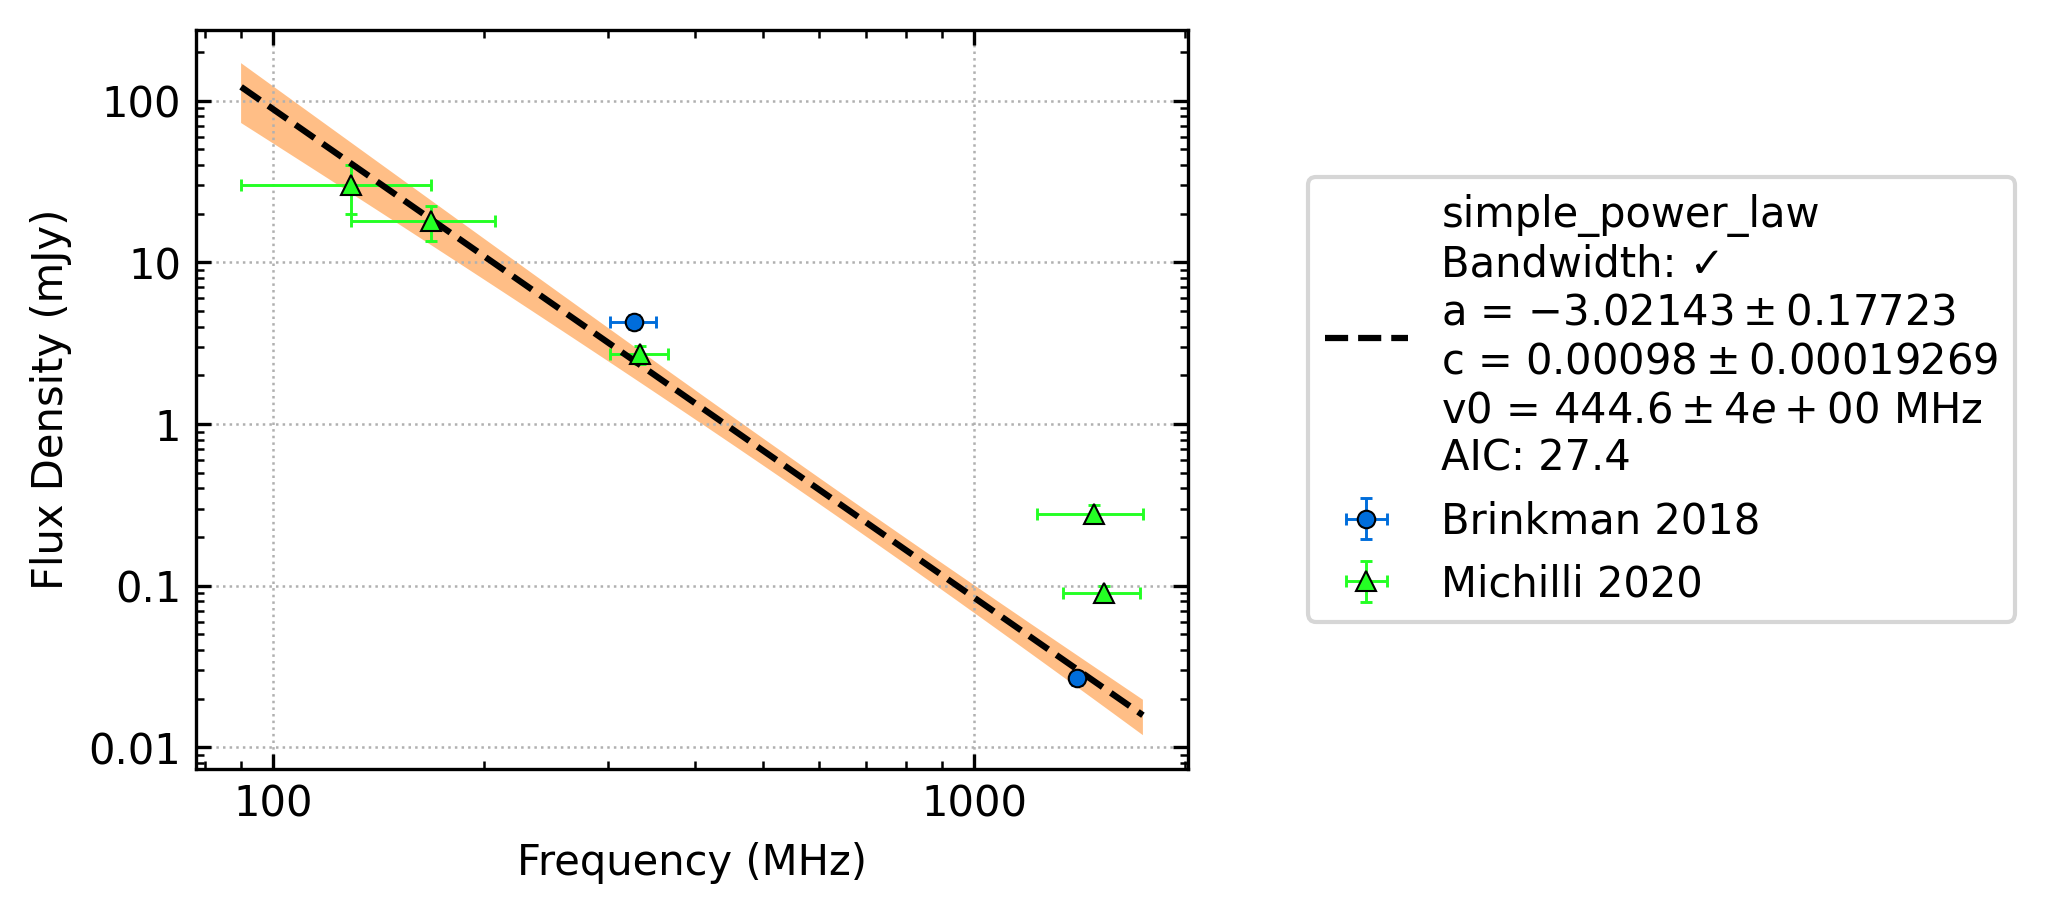 100
10
1
0.1
0.01
Flux Density (mJy)
100
1000
Frequency (MHz)
simple_power_law
Bandwidth: ✓
a = −3.02143 ± 0.17723
c = 0.00098 ± 0.00019269
v0 = 444.6 ± 4e + 00 MHz
AIC: 27.4
Brinkman 2018
Michilli 2020